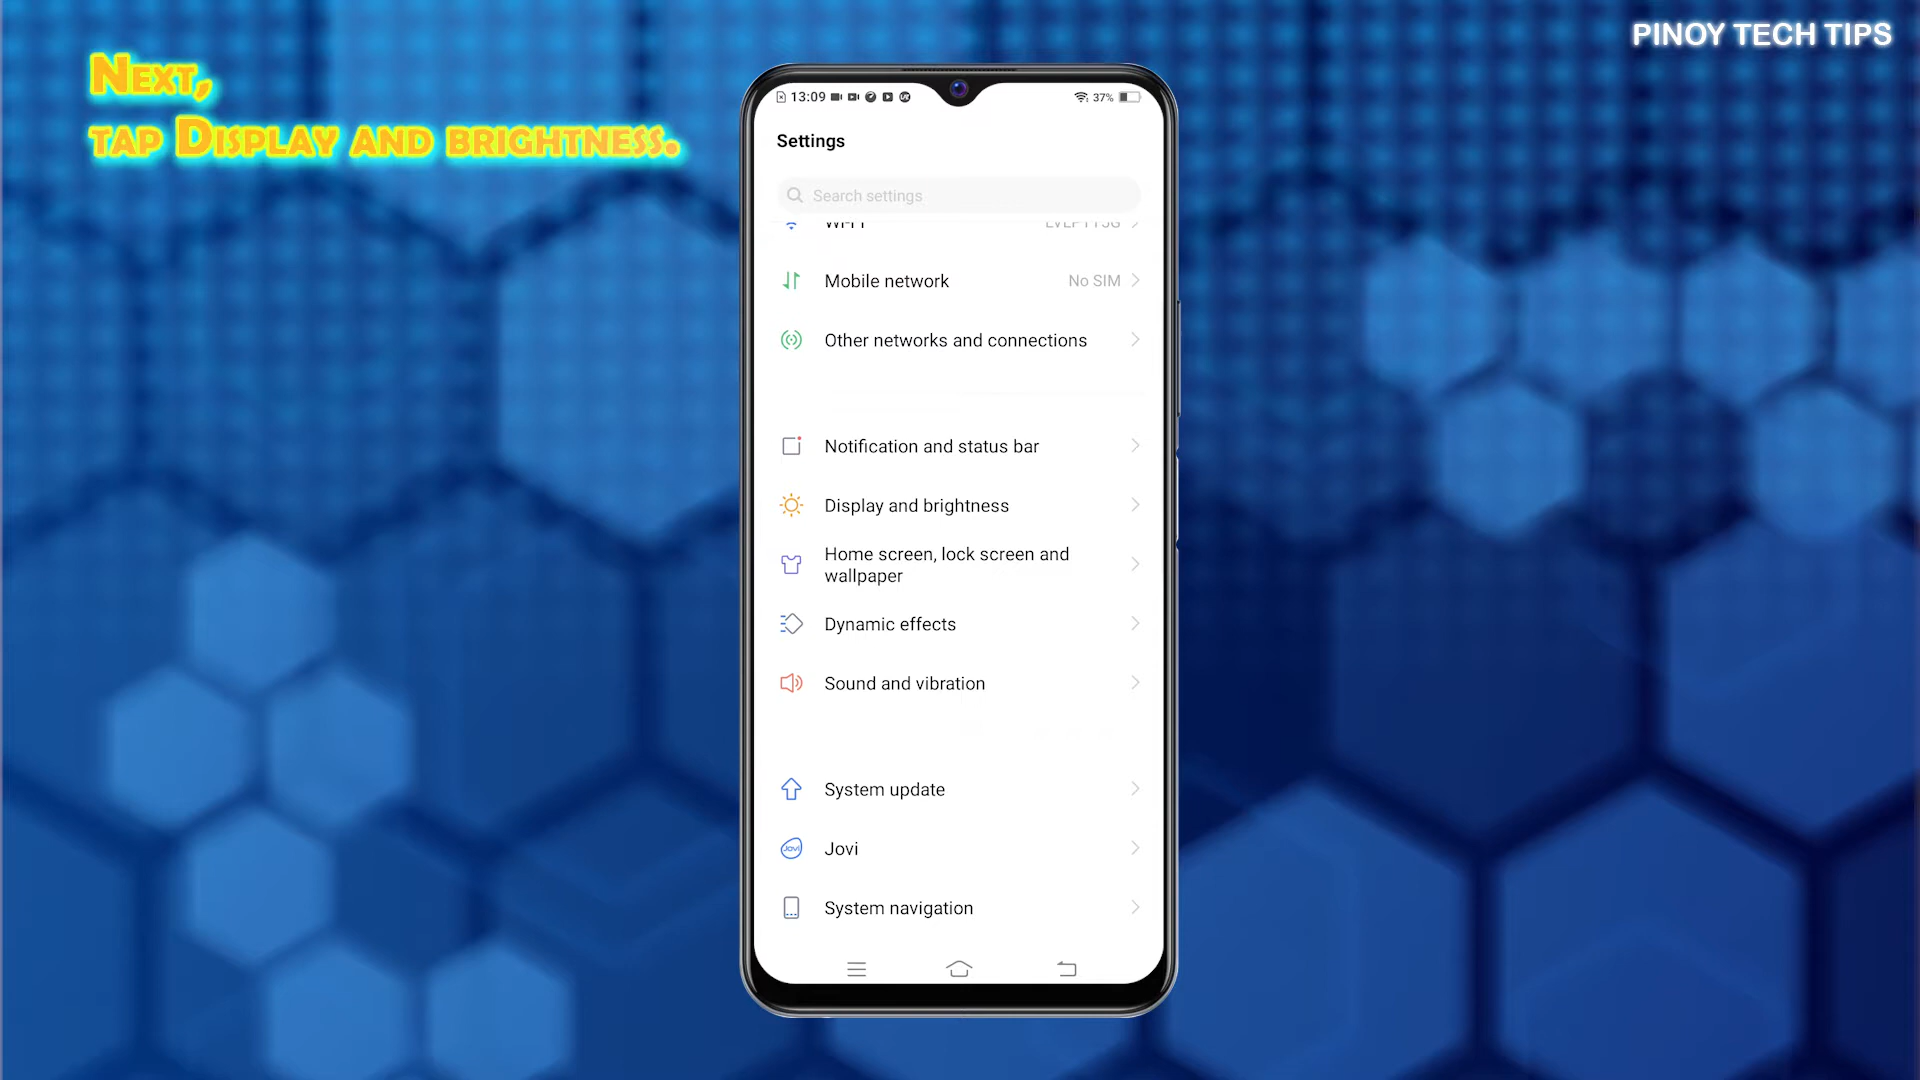 PINOY TECH TIPS
NEXT,
TAP DISPLAY AND BRIGHTNESS.
13:09
37%
Settings
Search settings
Mobile network
No SIM
Other networks and connections
Notification and status bar
Display and brightness
Home screen, lock screen and
wallpaper
Dynamic effects
Sound and vibration
System update
Jovi
Jovi
System navigation